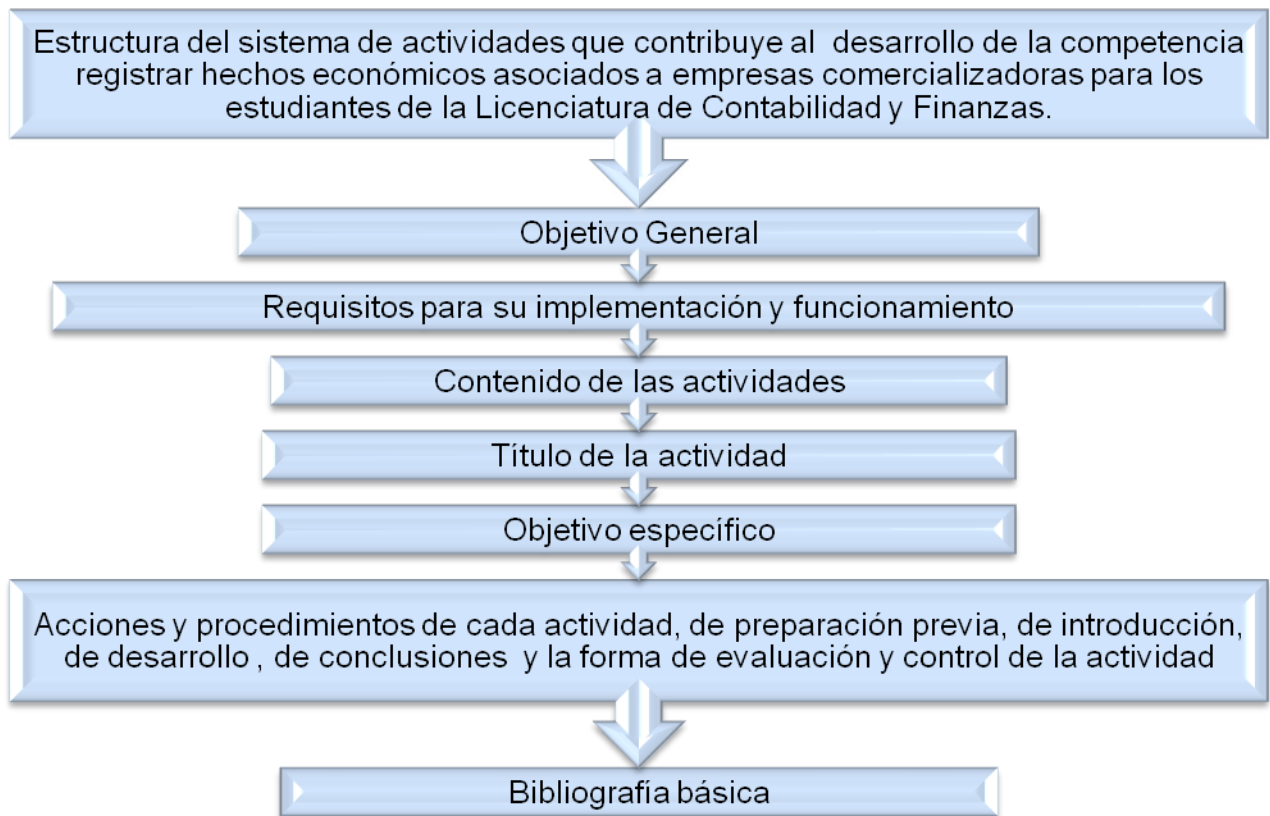 Estructura del sistema de actividades que contribuye al desarrollo de la competencia
registrar hechos económicos asociados a empresas comercializadoras para los
estudiantes de la Licenciatura de Contabilidad y Finanzas.
Objetivo General
Requisitos para su implementación y funcionamiento
Contenido de las actividades
Título de la actividad
Objetivo específico
Acciones y procedimientos de cada actividad, de preparación previa, de introducción,
de desarrollo , de conclusiones y la forma de evaluación y control de la actividad
Bibliografía básica